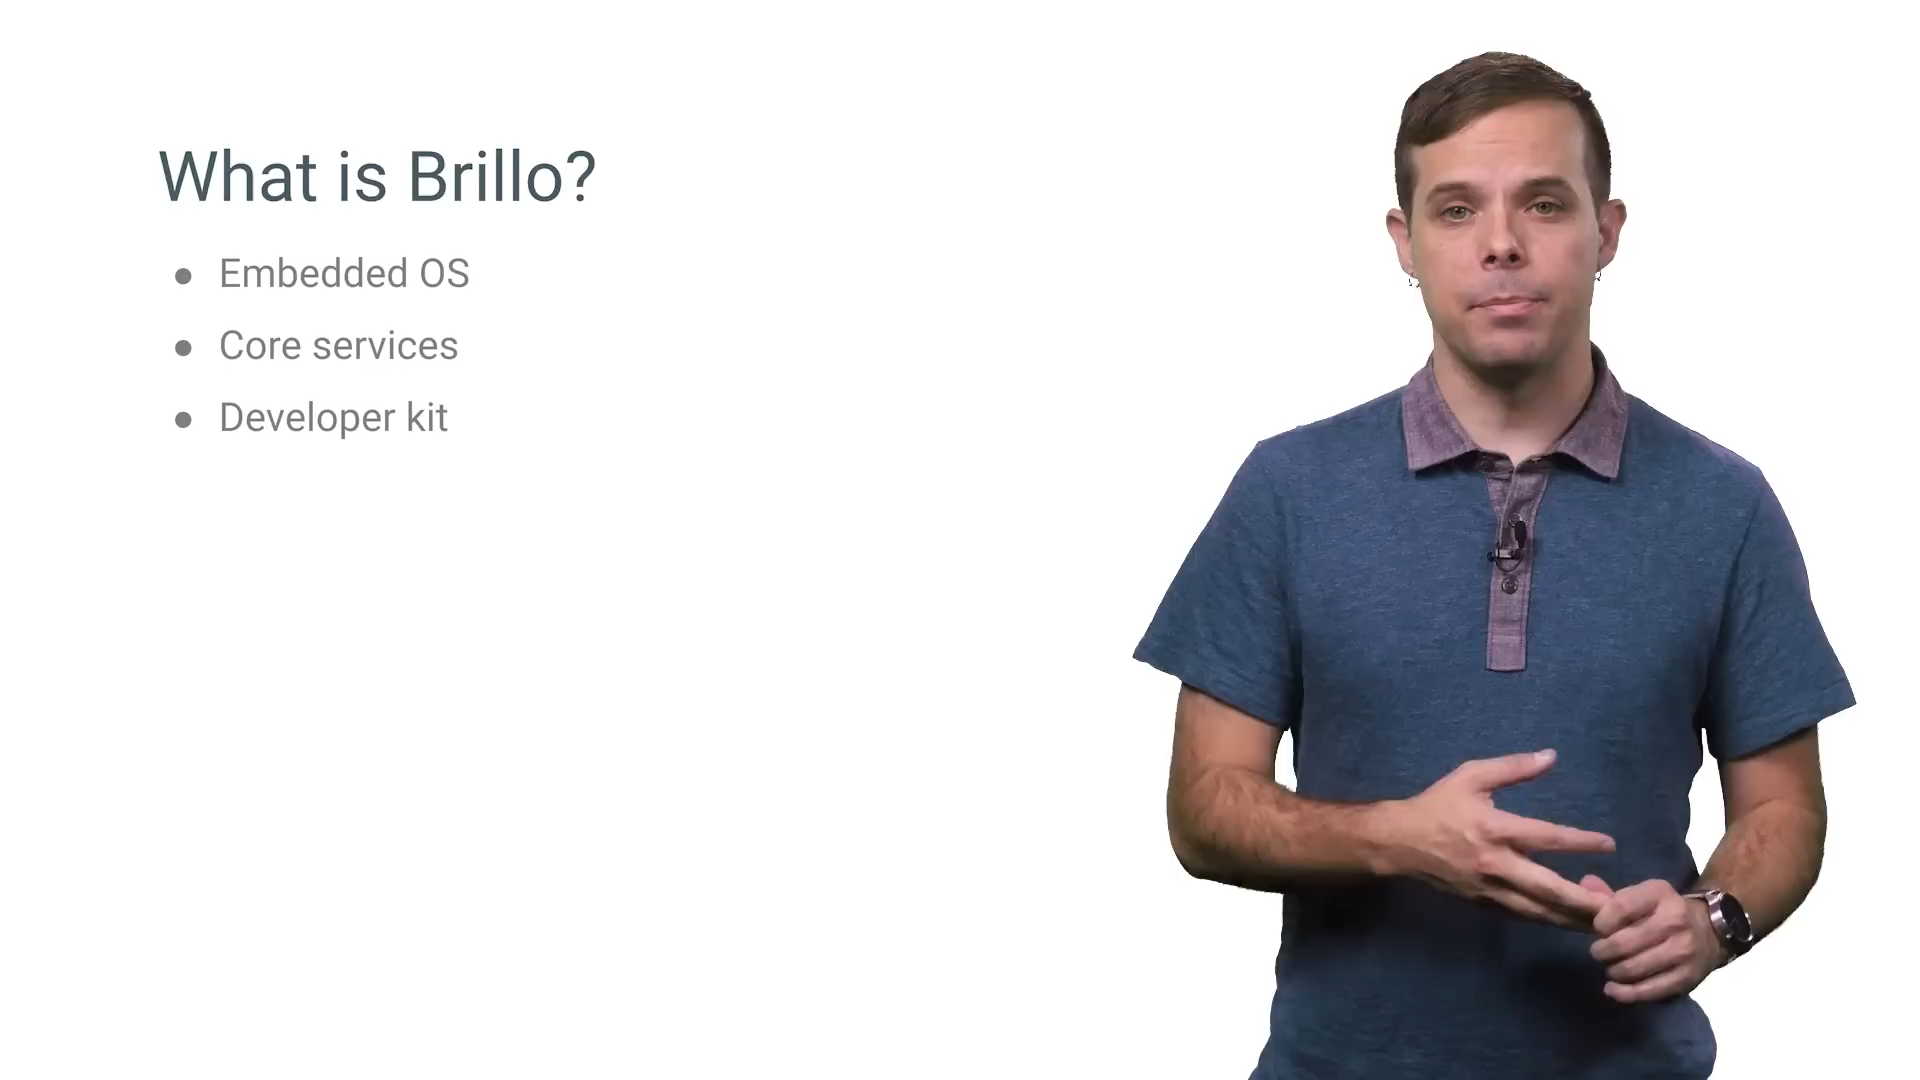 What is Brillo?
● Embedded OS
● Core services
● Developer kit